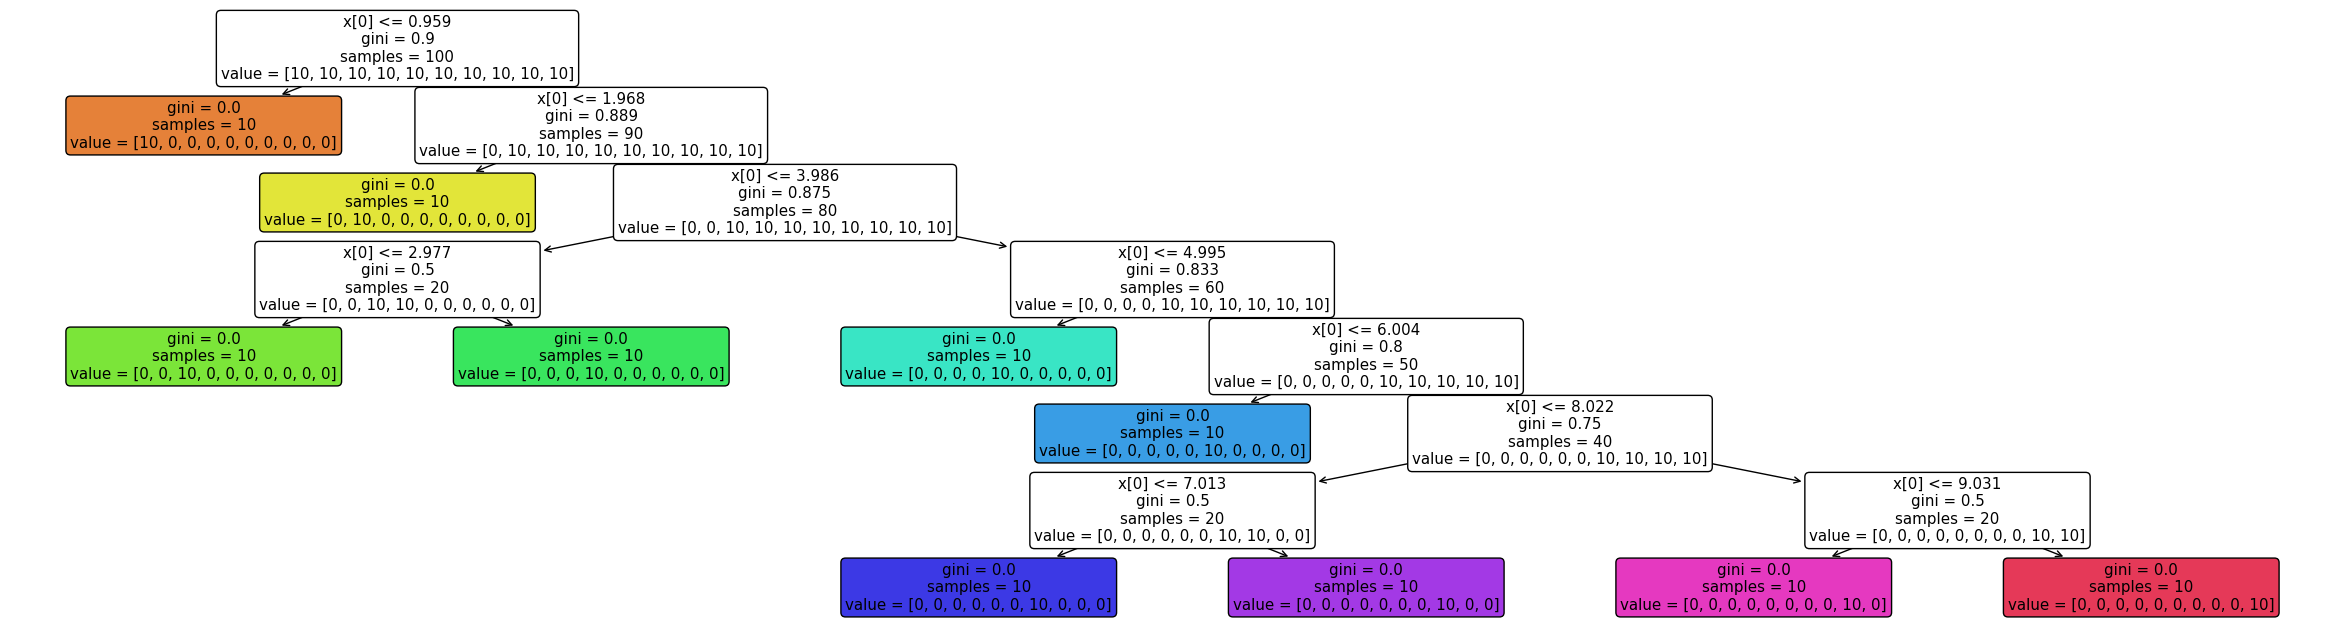 x[0] <= 0.959
gini = 0.9
samples = 100
value = [10, 10, 10, 10, 10, 10, 10, 10, 10, 10]
gini = 0.0
samples = 10
value = [10, 0, 0, 0, 0, 0, 0, 0, 0, 0]
x[0] <= 1.968
gini = 0.889
samples = 90
value = [0, 10, 10, 10, 10, 10, 10, 10, 10, 10]
gini = 0.0
samples = 10
value = [0, 10, 0, 0, 0, 0, 0, 0, 0, 0]
x[0] <= 3.986
gini = 0.875
samples = 80
value = [0, 0, 10, 10, 10, 10, 10, 10, 10, 10]
x[0] <= 2.977
gini = 0.5
samples = 20
value = [0, 0, 10, 10, 0, 0, 0, 0, 0, 0]
x[0] <= 4.995
gini = 0.833
samples = 60
value = [0, 0, 0, 0, 10, 10, 10, 10, 10, 10]
gini = 0.0
samples = 10
value = [0, 0, 10, 0, 0, 0, 0, 0, 0, 0]
gini = 0.0
samples = 10
value = [0, 0, 0, 10, 0, 0, 0, 0, 0, 0]
gini = 0.0
samples = 10
value = [0, 0, 0, 0, 10, 0, 0, 0, 0, 0]
x[0] <= 6.004
gini = 0.8
samples = 50
value = [0, 0, 0, 0, 0, 10, 10, 10, 10, 10]
gini = 0.0
samples = 10
value = [0, 0, 0, 0, 0, 10, 0, 0, 0, 0]
x[0] <= 8.022
gini = 0.75
samples = 40
value = [0, 0, 0, 0, 0, 0, 10, 10, 10, 10]
x[0] <= 7.013
gini = 0.5
samples = 20
value = [0, 0, 0, 0, 0, 0, 10, 10, 0, 0]
x[0] <= 9.031
gini = 0.5
samples = 20
value = [0, 0, 0, 0, 0, 0, 0, 0, 10, 10]
gini = 0.0
samples = 10
value = [0, 0, 0, 0, 0, 0, 10, 0, 0, 0]
gini = 0.0
samples = 10
value = [0, 0, 0, 0, 0, 0, 0, 10, 0, 0]
gini = 0.0
samples = 10
value = [0, 0, 0, 0, 0, 0, 0, 0, 10, 0]
gini = 0.0
samples = 10
value = [0, 0, 0, 0, 0, 0, 0, 0, 0, 10]